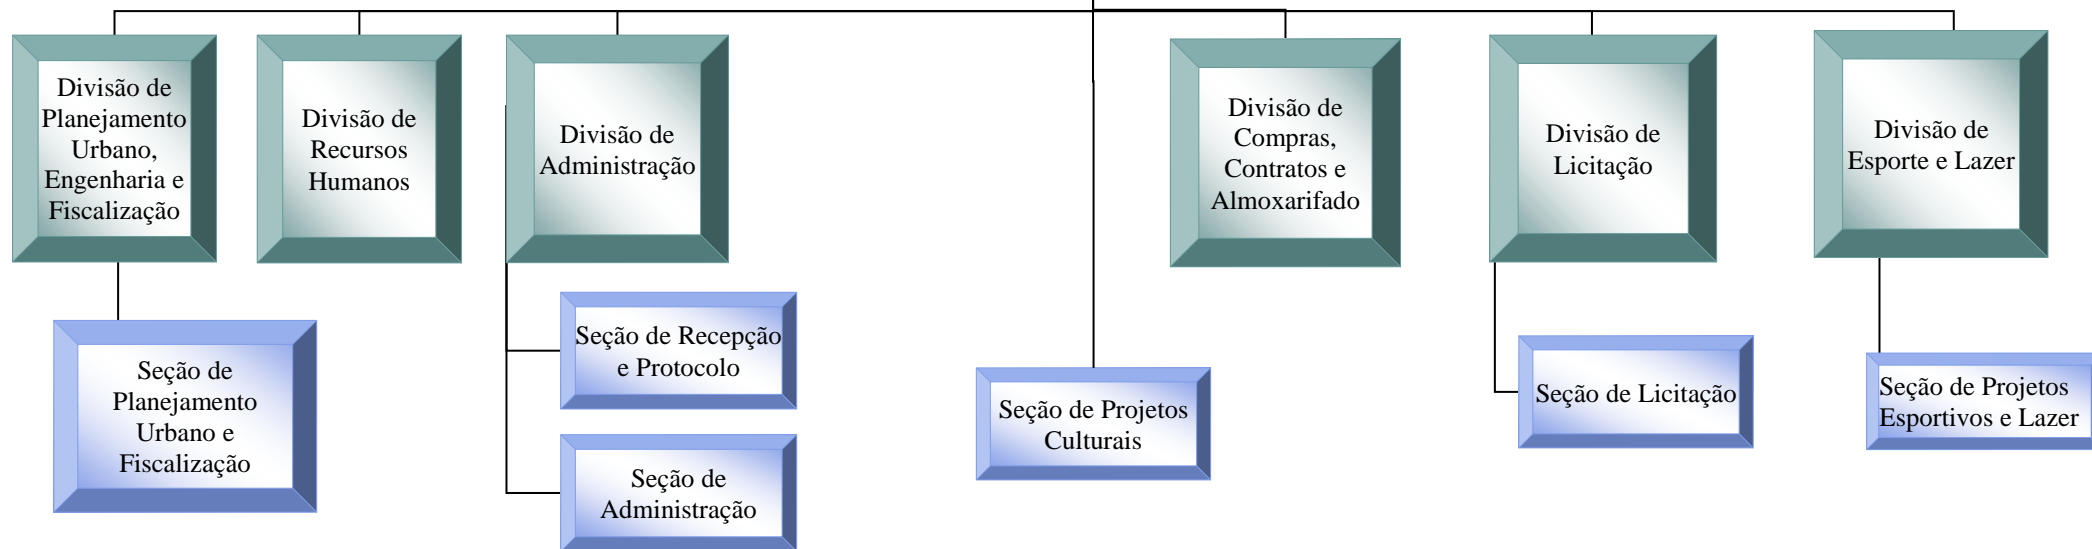 Divisão de
Planejamento
Urbano,
Engenharia e
Fiscalização
Divisão de
Recursos
Humanos
Divisão de
Administração
Divisão de
Compras,
Contratos e
Almoxarifado
Divisão de
Licitação
Divisão de
Esporte e Lazer
Seção de
Planejamento
Urbano e
Fiscalização
Seção de Recepção
e Protocolo
Seção de
Administração
Seção de Projetos
Culturais
Seção de Licitação
Seção de Projetos
Esportivos e Lazer